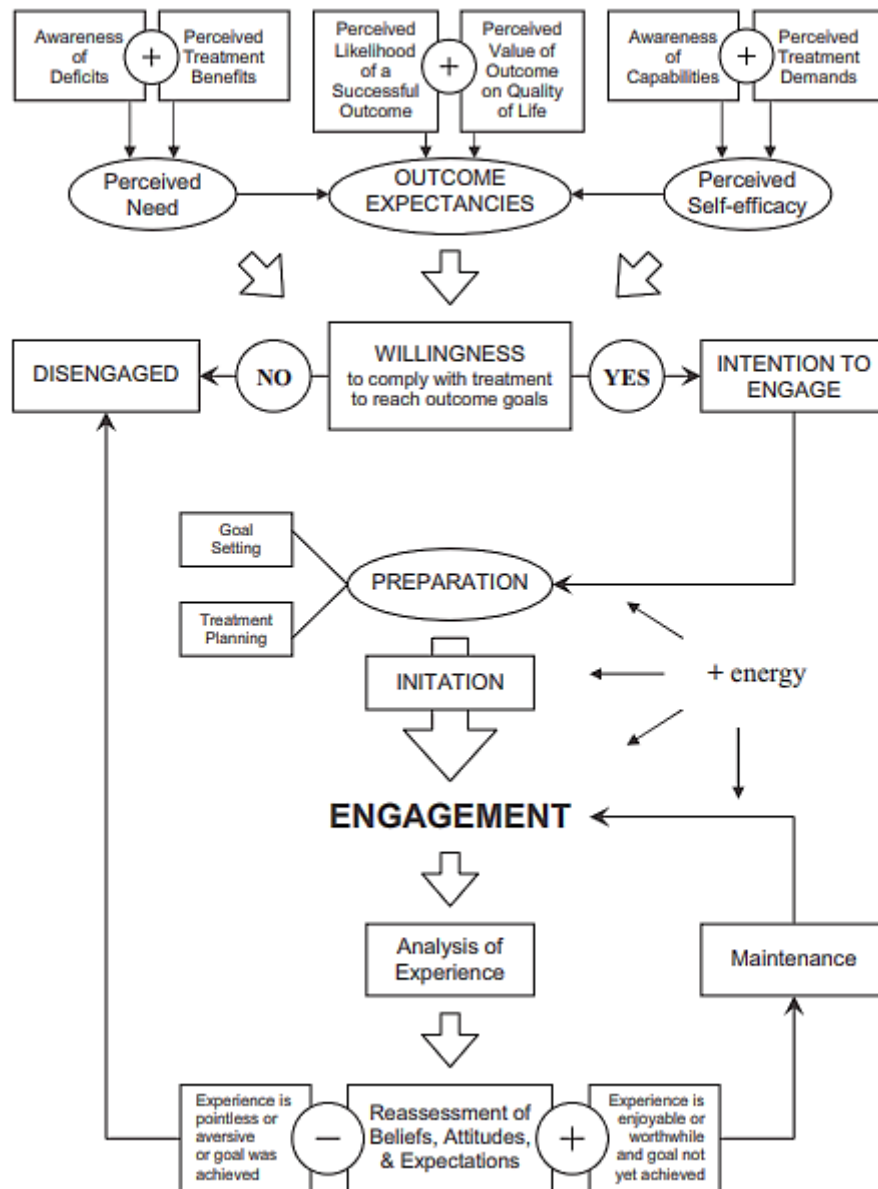 Awareness
of
Deficits
+
Perceived
Treatment
Benefits
Perceived
Likelihood
of a
Successful
Outcome
+
Perceived
Value of
Outcome
on Quality
of Life
Awareness
of
Capabilities
+
Perceived
Treatment
Demands
Perceived
Need
OUTCOME
EXPECTANCIES
Perceived
Self-efficacy
DISENGAGED
NO
WILLINGNESS
to comply with treatment
to reach outcome goals
YES
INTENTION TO
ENGAGE
Goal
Setting
Treatment
Planning
PREPARATION
INITATION
+ energy
ENGAGEMENT
Analysis of
Experience
Maintenance
Experience is
pointless or
aversive
or goal was
achieved
−
Reassessment of
Beliefs, Attitudes,
& Expectations
+
Experience is
enjoyable or
worthwhile
and goal not
yet achieved